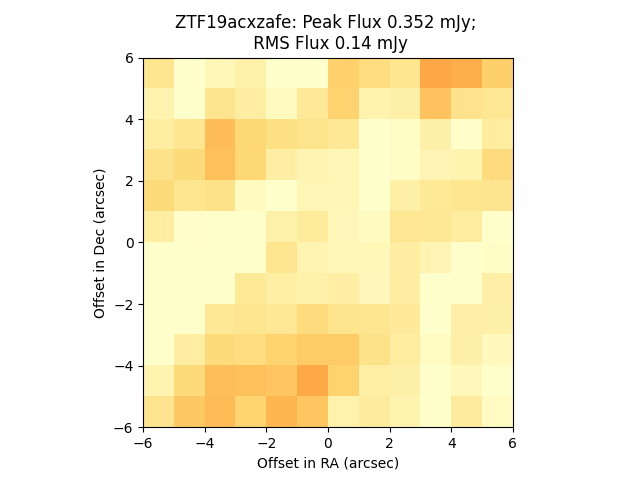 ZTF19acxzafe: Peak Flux 0.352 mJy;
RMS Flux 0.14 mJy
6
4
2
0
−2
−4
−6
Offset in Dec (arcsec)
−6 −4 −2 0 2 4 6
Offset in RA (arcsec)